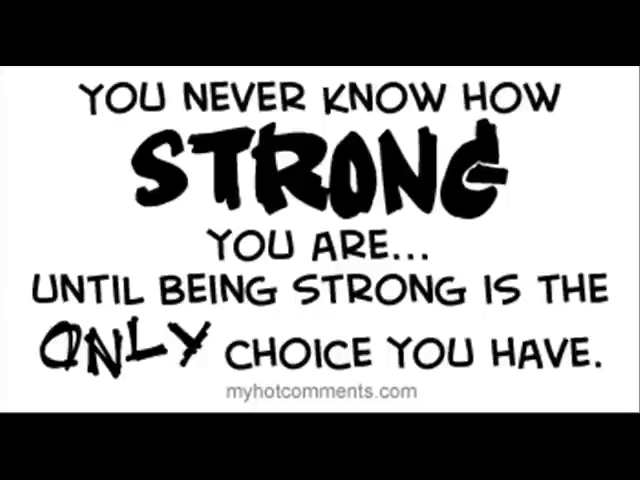 YOU NEVER KNOW HOW
STRONG
YOU ARE...
UNTIL BEING STRONG IS THE
ONLY CHOICE YOU HAVE.
myhotcomments.com